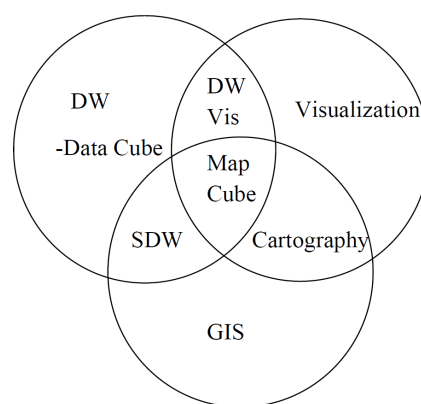 DW
-Data Cube
DW
Vis
Visualization
Map
Cube
SDW
Cartography
GIS